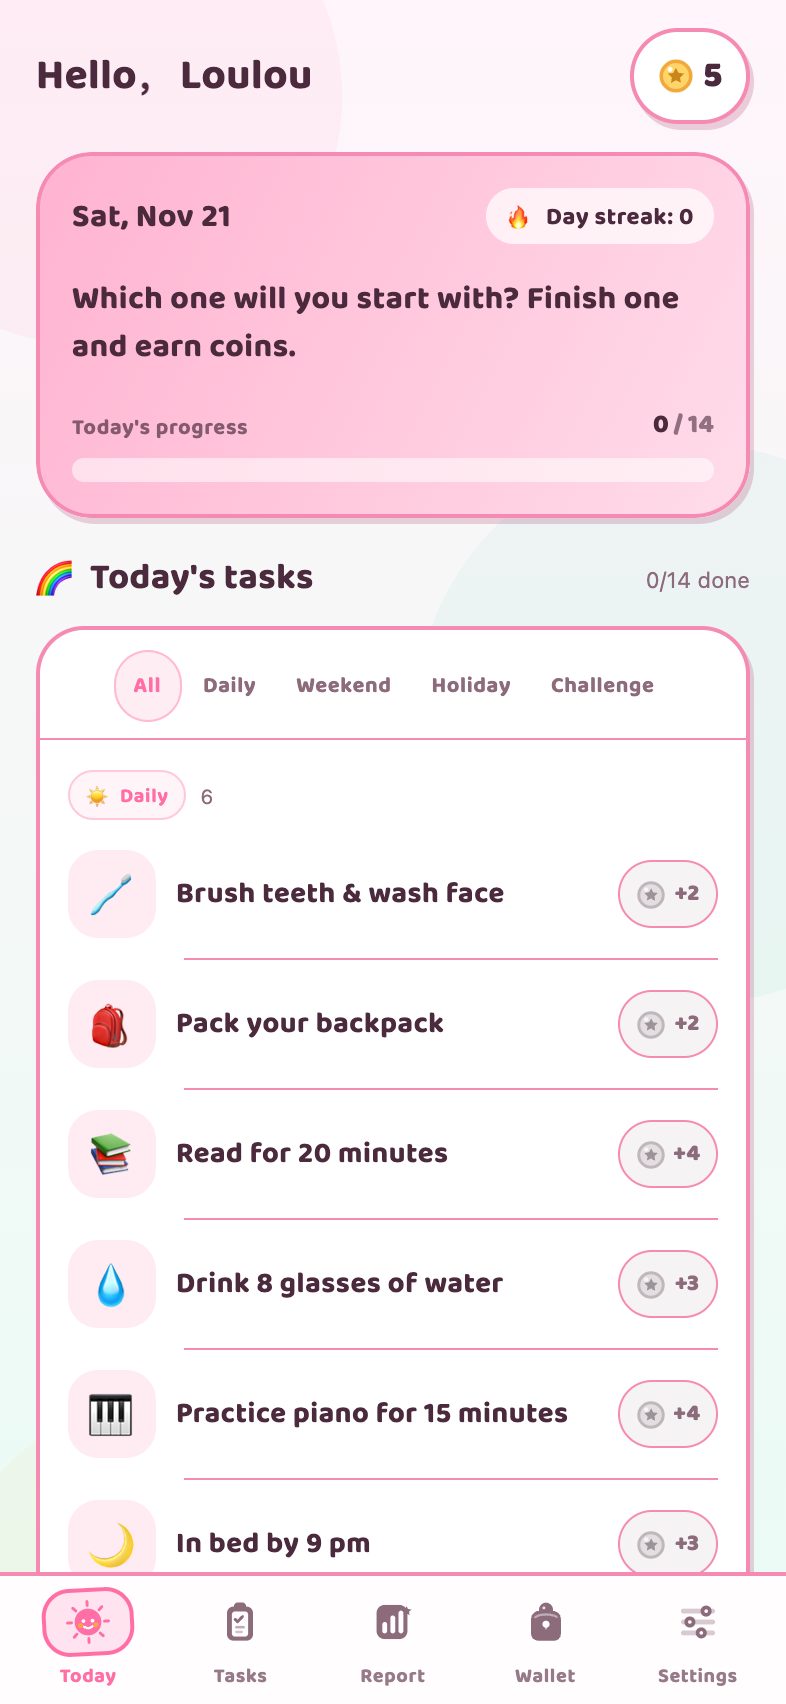 Hello, Loulou
5
Sat, Nov 21
Day streak: 0
Which one will you start with? Finish one
and earn coins.
Today's progress
0 / 14
Today's tasks
0/14 done
All Daily Weekend Holiday Challenge
Daily 6
Brush teeth & wash face +2
Pack your backpack +2
Read for 20 minutes +4
Drink 8 glasses of water +3
Practice piano for 15 minutes +4
In bed by 9 pm +3
Today Tasks Report Wallet Settings